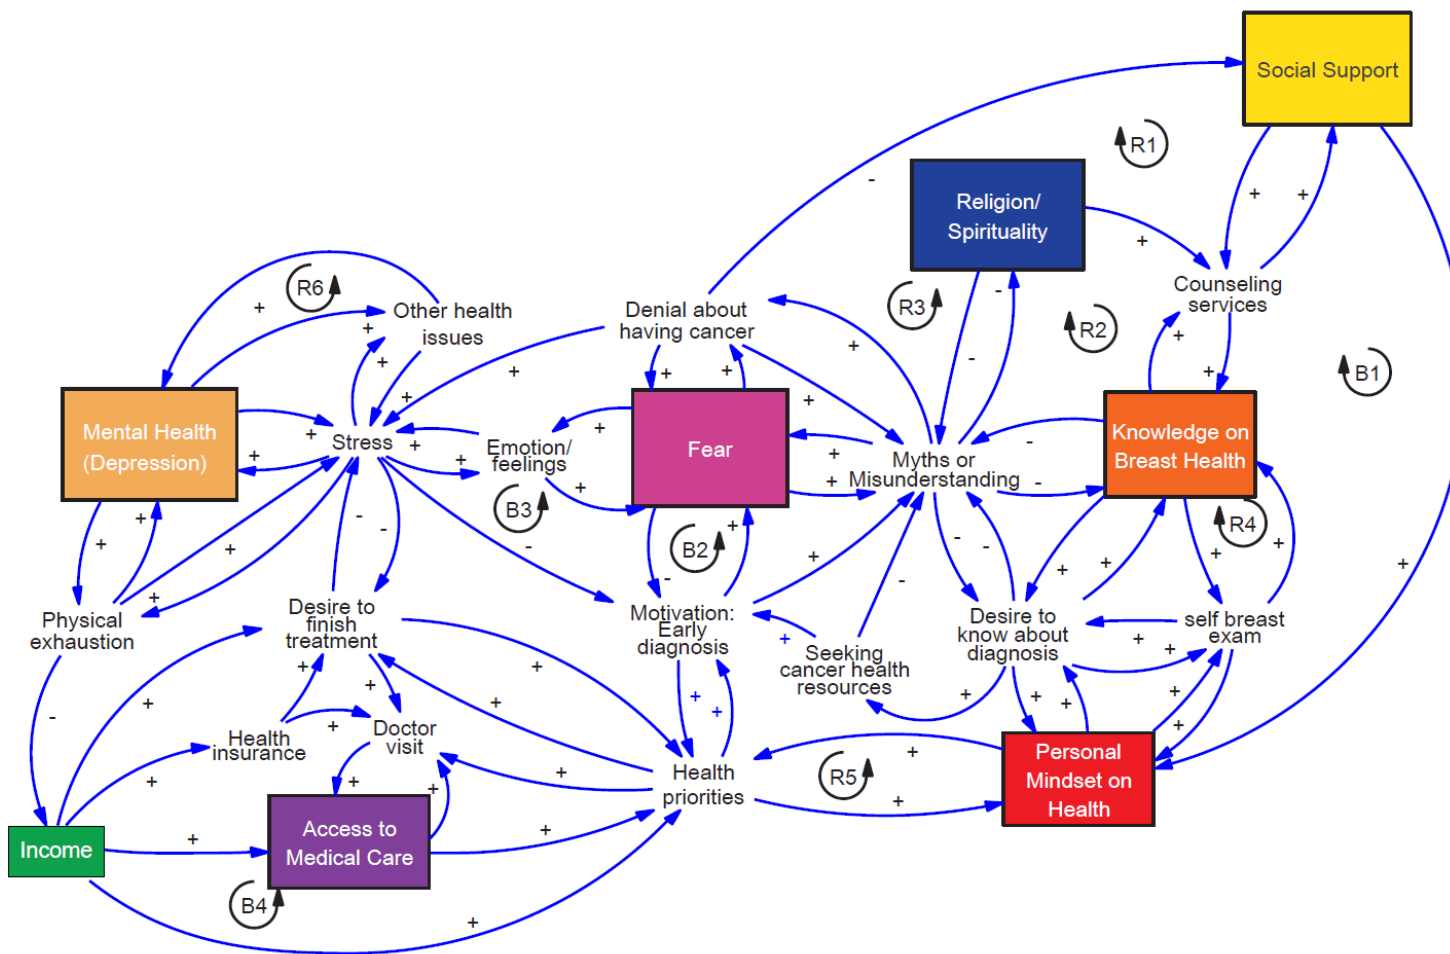 Social Support
R1
Religion/
Spirituality
-
+
+
+
Counseling
services
R6
+
Other health
issues
+
+
+
Denial about
having cancer
R3
-
-
R2
+
+
B1
+
+
+
+
+
Mental Health
(Depression)
+
+
Stress
+
+
Emotion/
feelings
+
+
Fear
+
+
Myths or
Misunderstanding
-
-
Knowledge on
Breast Health
+
+
B3
-
-
-
B2
+
-
+
-
-
-
+
+
R4
+
+
+
+
+
Physical
exhaustion
Desire to
finish
treatment
Motivation:
Early
diagnosis
+
Seeking
cancer health
resources
Desire to
know about
diagnosis
+
+
self breast
exam
+
-
+
+
+
+
+
+
+
+
+
+
+
+
+
Health
insurance
+
Doctor
visit
+
+
+
+
Health
priorities
+
R5
+
Personal
Mindset on
Health
Income
+
Access to
Medical Care
+
+
B4
+